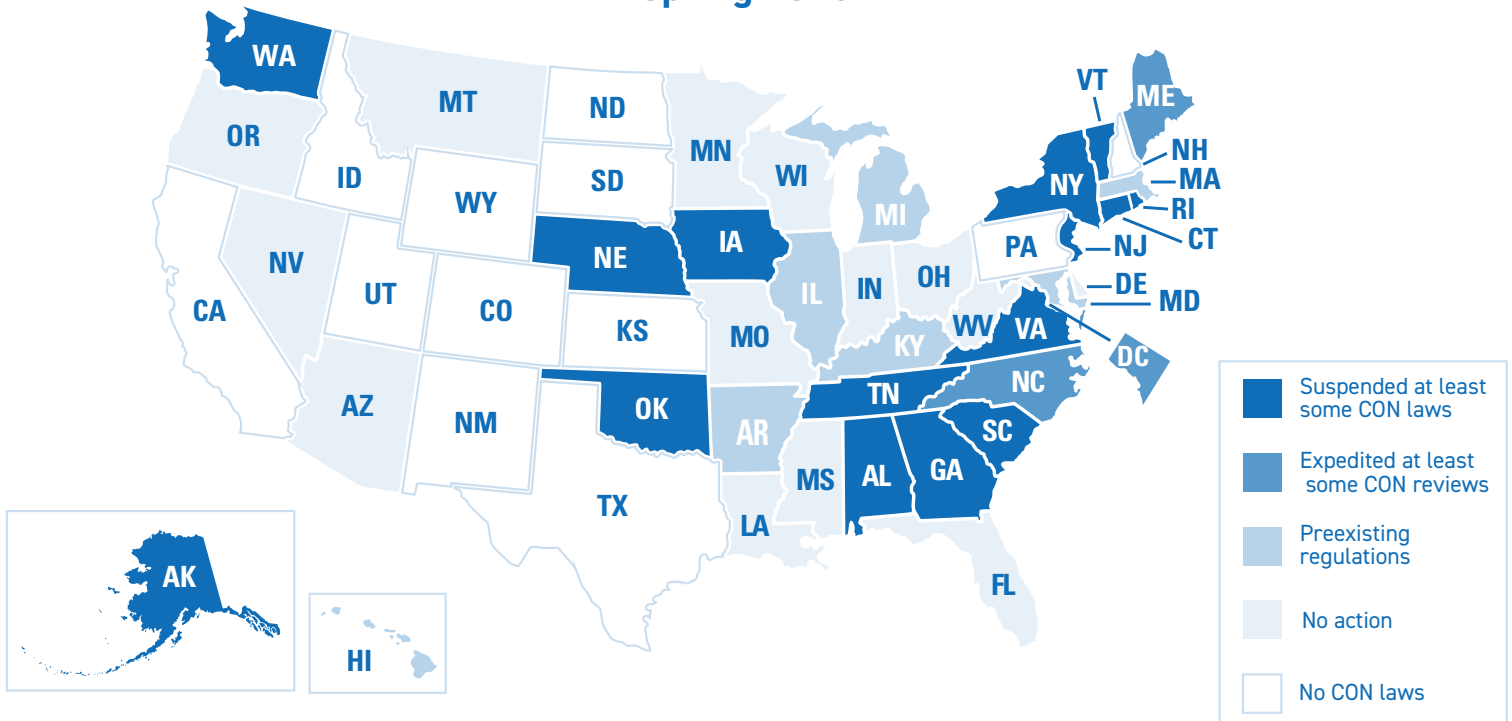 WA
MT
ND
MN
OR
ID
SD
WI
WY
MI
VT
ME
NH
MA
NY
RI
CT
PA
NJ
NE
IA
NV
UT
CO
IL
IN
OH
DE
MD
CA
KS
MO
WV
VA
KY
DC
AZ
NM
OK
AR
TN
NC
SC
MS
AL
GA
TX
LA
FL
AK
HI
Suspended at least
some CON laws
Expedited at least
some CON reviews
Preexisting
regulations
No action
No CON laws